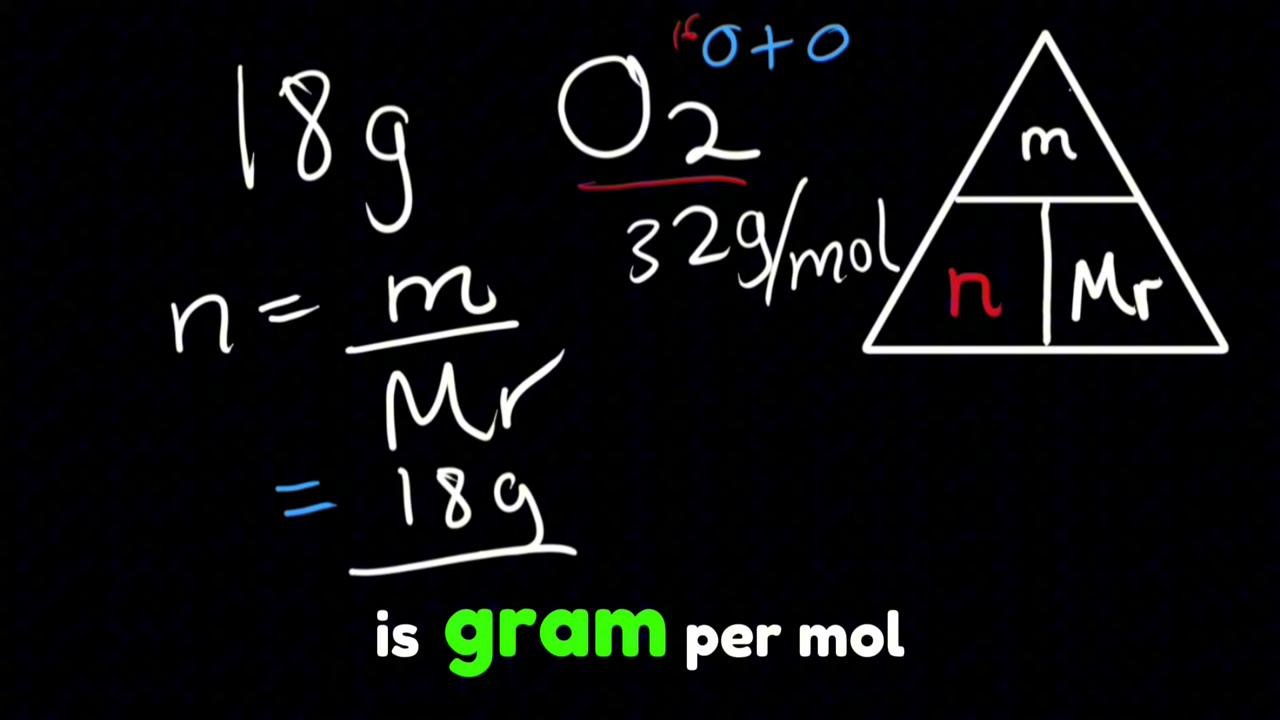 18g O₂ ¹⁶O+O
32g/mol
m
n Mr
n = m/Mr
= 18g
is gram per mol